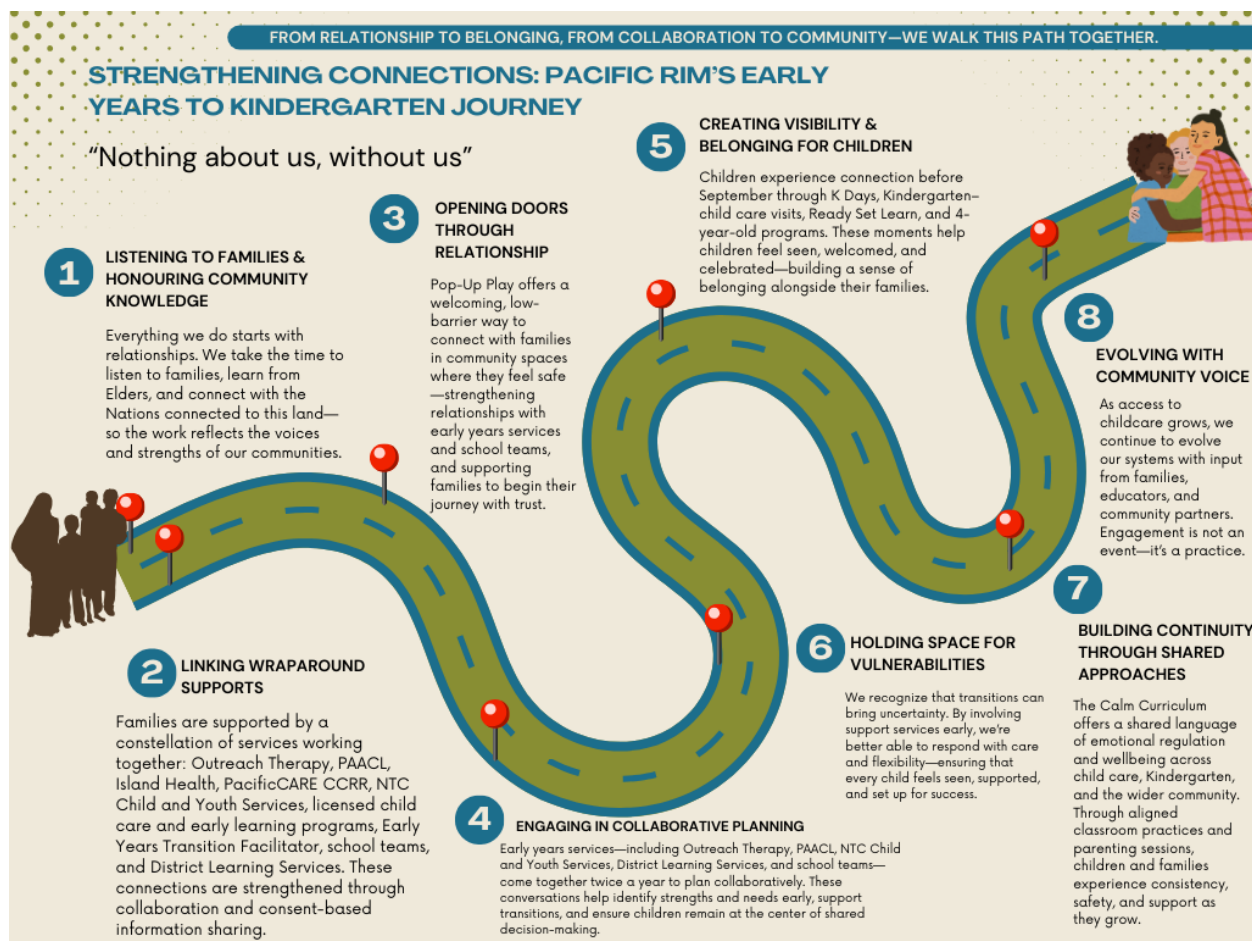 FROM RELATIONSHIP TO BELONGING, FROM COLLABORATION TO COMMUNITY—WE WALK THIS PATH TOGETHER.
STRENGTHENING CONNECTIONS: PACIFIC RIM'S EARLY
YEARS TO KINDERGARTEN JOURNEY
“Nothing about us, without us”
1
LISTENING TO FAMILIES &
HONOURING COMMUNITY
KNOWLEDGE
Everything we do starts with
relationships. We take the time to
listen to families, learn from
Elders, and connect with the
Nations connected to this land—
so the work reflects the voices
and strengths of our communities.
2
LINKING WRAPAROUND
SUPPORTS
Families are supported by a
constellation of services working
together: Outreach Therapy, PAACL,
Island Health, PacificCARE CCRR, NTC
Child and Youth Services, licensed child
care and early learning programs, Early
Years Transition Facilitator, school teams,
and District Learning Services. These
connections are strengthened through
collaboration and consent-based
information sharing.
3
OPENING DOORS
THROUGH
RELATIONSHIP
Pop-Up Play offers a
welcoming, low-
barrier way to
connect with families
in community spaces
where they feel safe
—strengthening
relationships with
early years services
and school teams,
and supporting
families to begin their
journey with trust.
4
ENGAGING IN COLLABORATIVE PLANNING
Early years services—including Outreach Therapy, PAACL, NTC Child
and Youth Services, District Learning Services, and school teams—
come together twice a year to plan collaboratively. These
conversations help identify strengths and needs early, support
transitions, and ensure children remain at the center of shared
decision-making.
5
CREATING VISIBILITY &
BELONGING FOR CHILDREN
Children experience connection before
September through K Days, Kindergarten–
child care visits, Ready Set Learn, and 4-
year-old programs. These moments help
children feel seen, welcomed, and
celebrated—building a sense of
belonging alongside their families.
6
HOLDING SPACE FOR
VULNERABILITIES
We recognize that transitions can
bring uncertainty. By involving
support services early, we're
better able to respond with care
and flexibility—ensuring that
every child feels seen, supported,
and set up for success.
7
BUILDING CONTINUITY
THROUGH SHARED
APPROACHES
The Calm Curriculum
offers a shared language
of emotional regulation
and wellbeing across
child care, Kindergarten,
and the wider community.
Through aligned
classroom practices and
parenting sessions,
children and families
experience consistency,
safety, and support as
they grow.
8
EVOLVING WITH
COMMUNITY VOICE
As access to
childcare grows, we
continue to evolve
our systems with input
from families,
educators, and
community partners.
Engagement is not an
event—it's a practice.